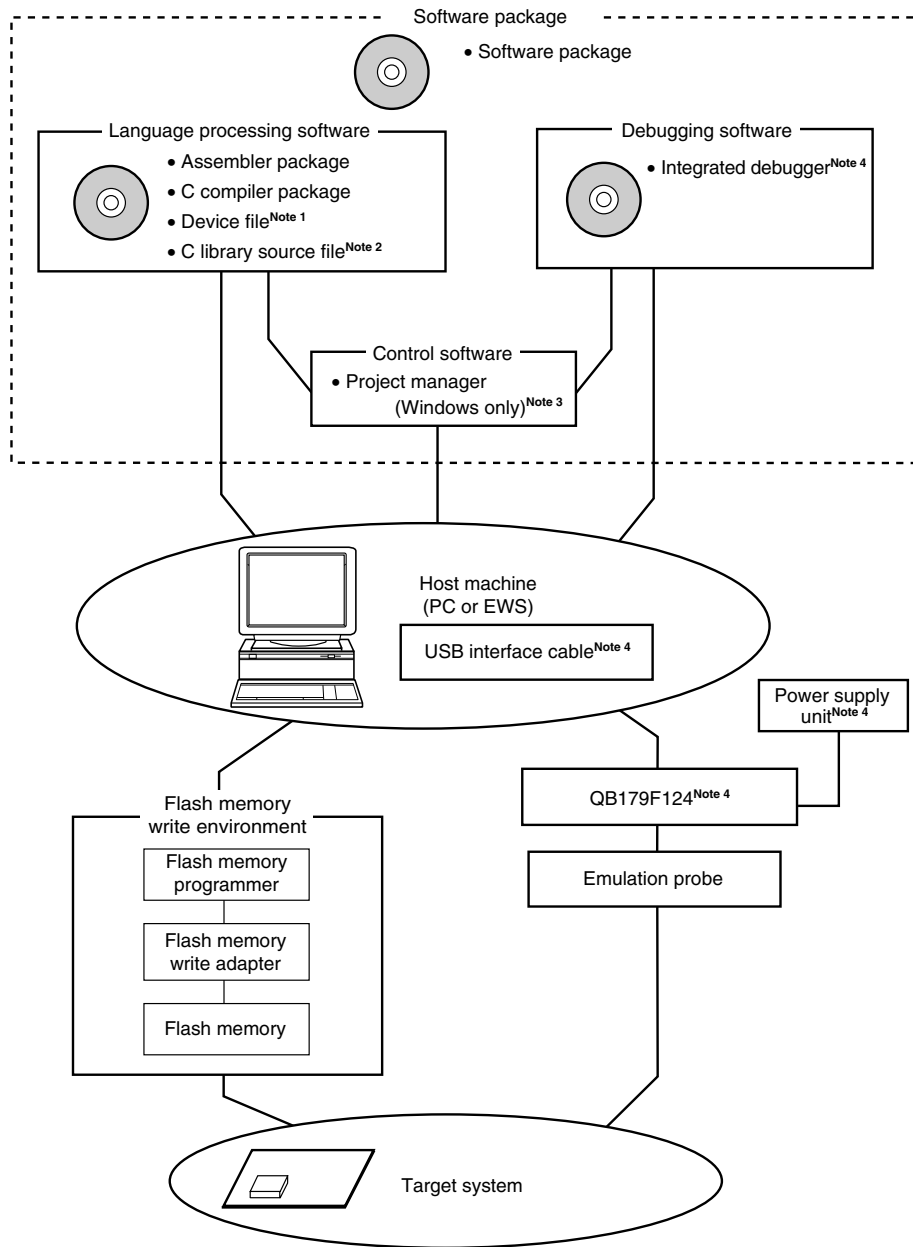 Software package
• Software package
Language processing software
• Assembler package
• C compiler package
• Device fileNote 1
• C library source fileNote 2
Debugging software
• Integrated debuggerNote 4
Control software
• Project manager
(Windows only)Note 3
Host machine
(PC or EWS)
USB interface cableNote 4
Power supply
unitNote 4
QB179F124Note 4
Emulation probe
Flash memory
write environment
Flash memory
programmer
Flash memory
write adapter
Flash memory
Target system